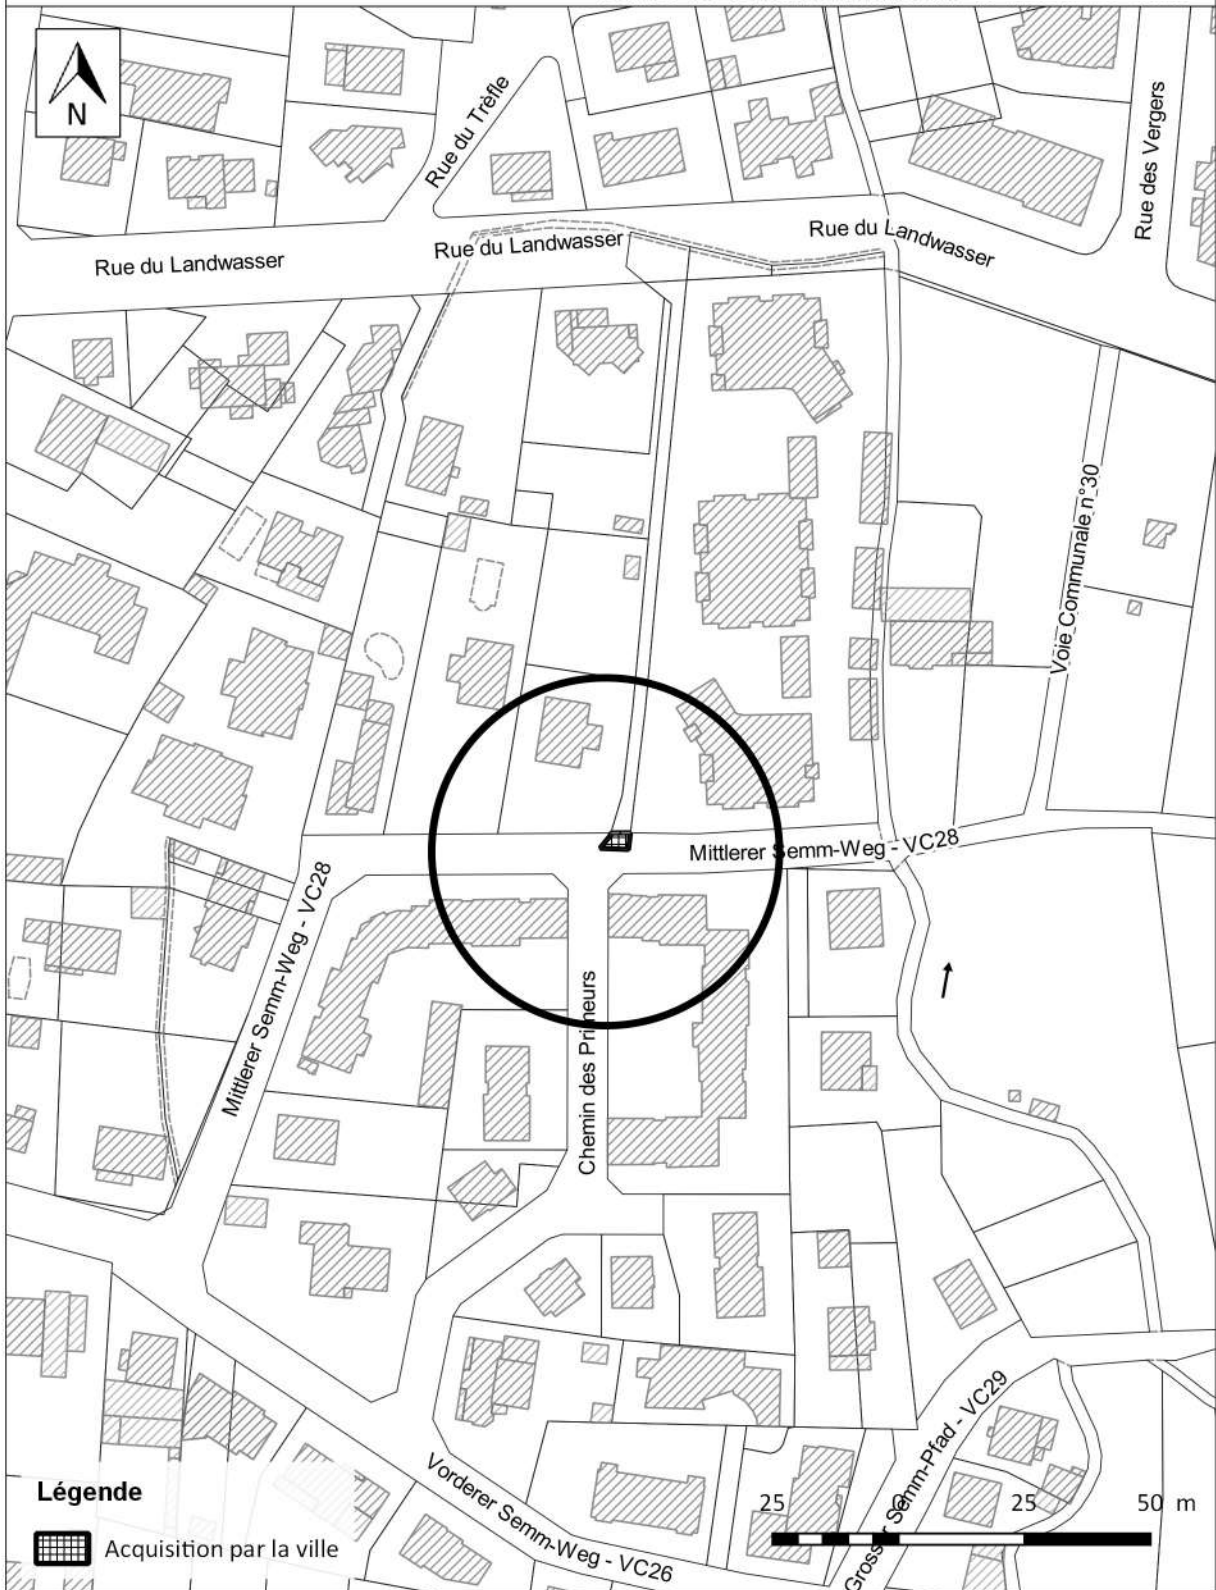 N
Rue du Trèfle
Rue des Vergers
Rue du Landwasser
Rue du Landwasser
Rue du Landwasser
Voie Communale n°30
Mittlerer Semm-Weg - VC28
Mittlerer Semm-Weg - VC28
Chemin des Primeurs
Grosser Semm-Pfad - VC29
Vorderer Semm-Weg - VC26
Légende
Acquisition par la ville
25 0 25 50 m